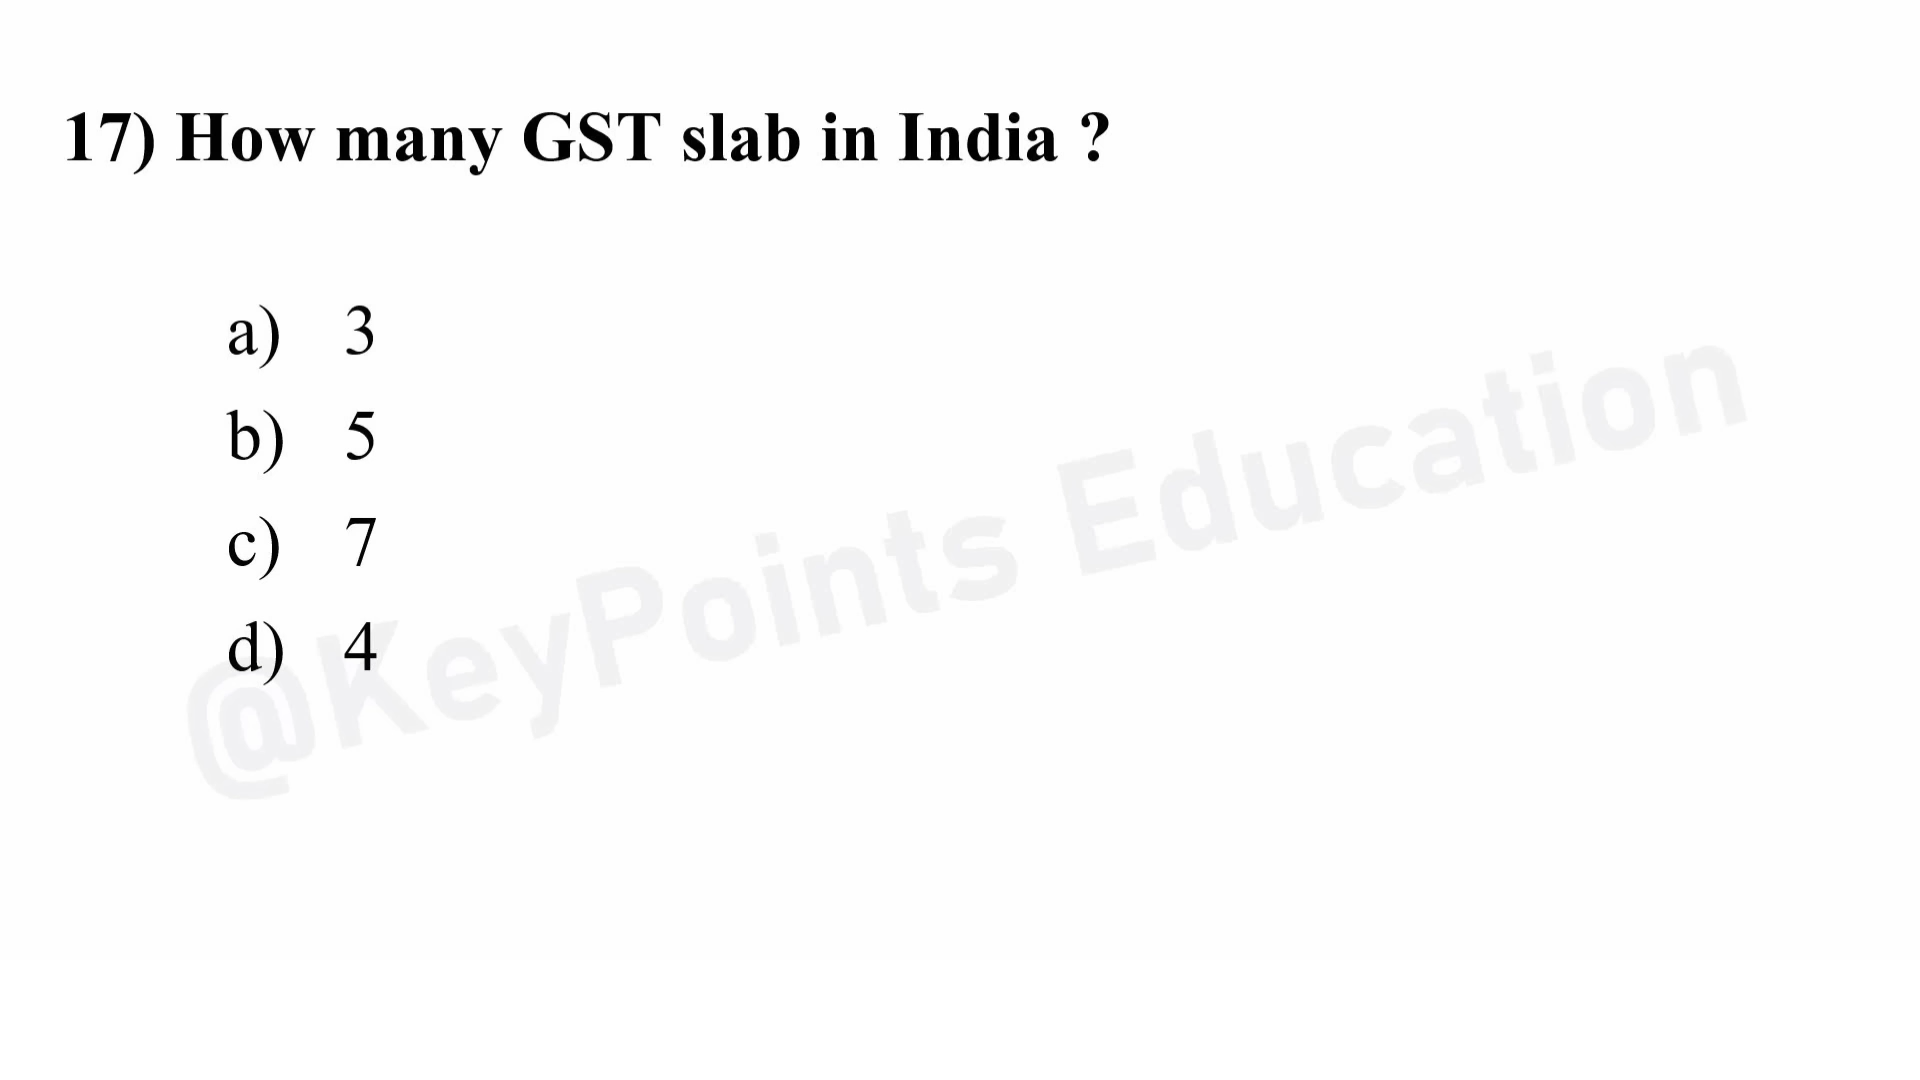 17) How many GST slab in India ?
a) 3
b) 5
c) 7
d) 4
@KeyPoints Education